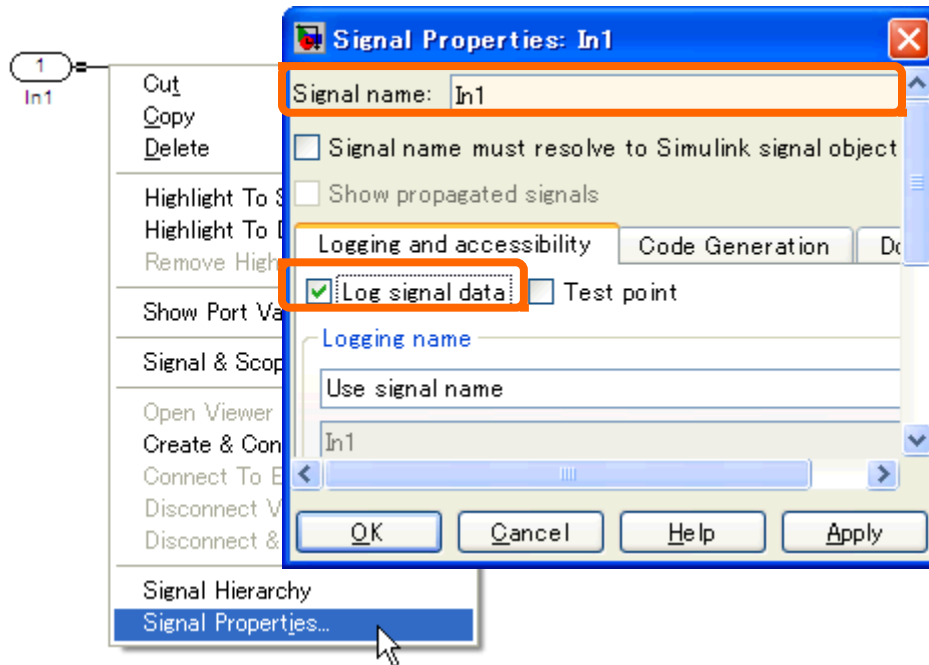 1
In1
Cut
Copy
Delete
Highlight To S
Highlight To D
Remove High
Show Port Va
Signal & Scop
Open Viewer
Create & Con
Connect To E
Disconnect V
Disconnect &
Signal Hierarchy
Signal Properties...
Signal Properties: In1
Signal name: In1
Signal name must resolve to Simulink signal object
Show propagated signals
Logging and accessibility Code Generation Do
Log signal data Test point
Logging name
Use signal name
In1
OK Cancel Help Apply